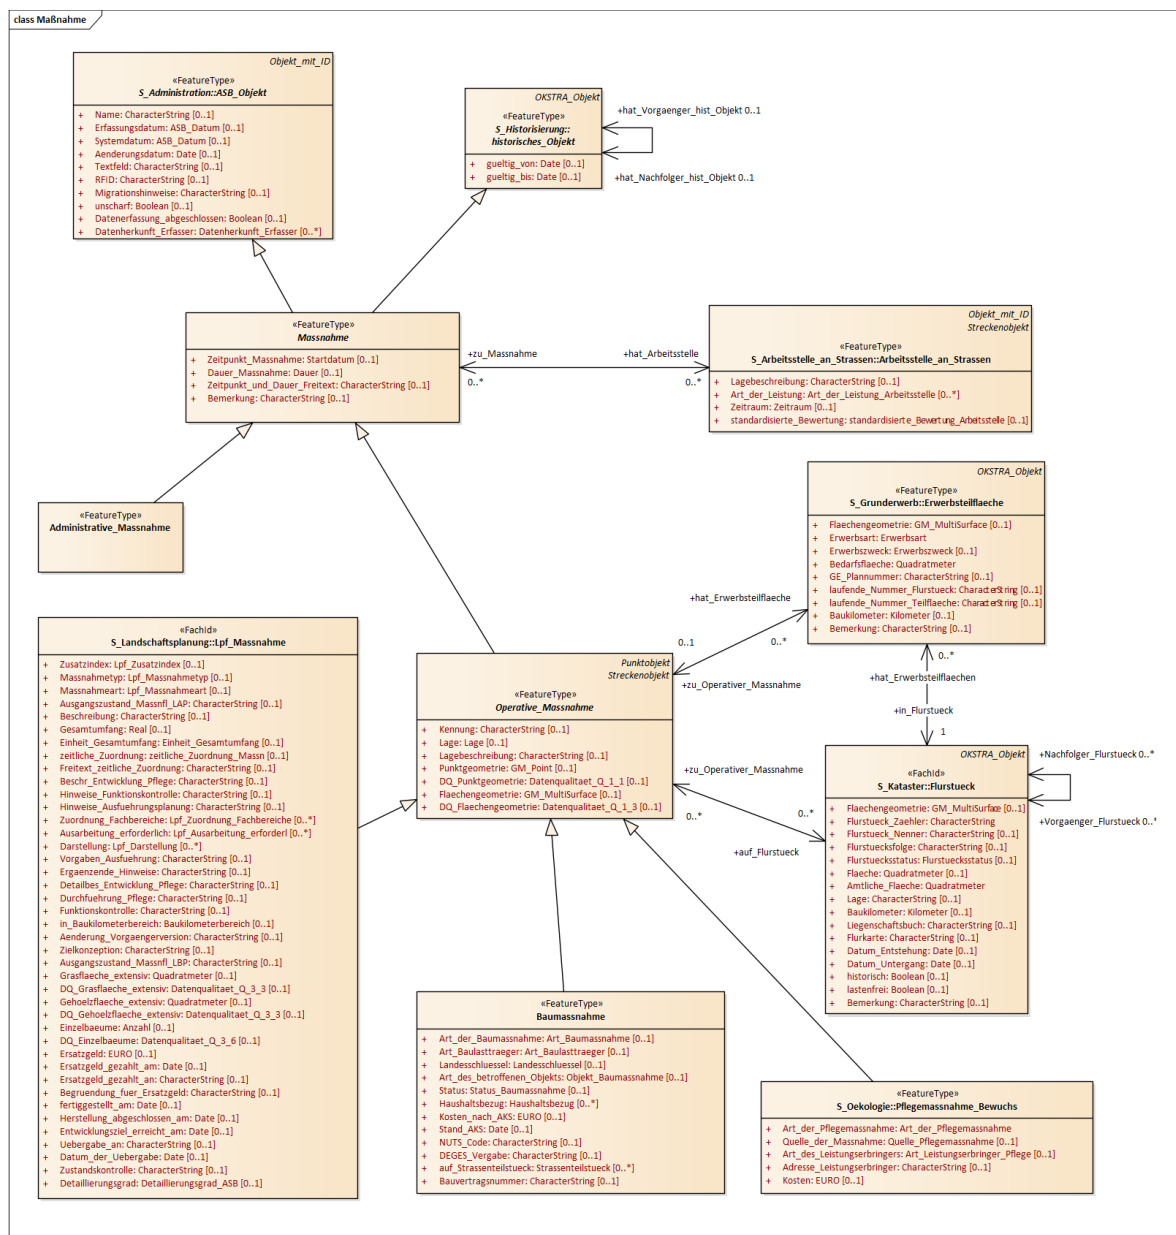 class Maßnahme
Objekt_mit_ID
«FeatureType»
S_Administration::ASB_Objekt
+ Name: CharacterString [0..1]
+ Erfassungsdatum: ASB_Datum [0..1]
+ Systemdatum: ASB_Datum [0..1]
+ Aenderungsdatum: Date [0..1]
+ Textfeld: CharacterString [0..1]
+ RFID: CharacterString [0..1]
+ Migrationshinweise: CharacterString [0..1]
+ unscharf: Boolean [0..1]
+ Datenerfassung_abgeschlossen: Boolean [0..1]
+ Datenherkunft_Erfasser: Datenherkunft_Erfasser [0..*]
OKSTRA_Objekt
«FeatureType»
S_Historisierung::
historisches_Objekt
+ gueltig_von: Date [0..1]
+ gueltig_bis: Date [0..1]
+hat_Vorgaenger_hist_Objekt 0..1
+hat_Nachfolger_hist_Objekt 0..1
«FeatureType»
Massnahme
+ Zeitpunkt_Massnahme: Startdatum [0..1]
+ Dauer_Massnahme: Dauer [0..1]
+ Zeitpunkt_und_Dauer_Freitext: CharacterString [0..1]
+ Bemerkung: CharacterString [0..1]
+zu_Massnahme
0..*
+hat_Arbeitsstelle
0..*
Objekt_mit_ID
Streckenobjekt
«FeatureType»
S_Arbeitsstelle_an_Strassen::Arbeitsstelle_an_Strassen
+ Lagebeschreibung: CharacterString [0..1]
+ Art_der_Leistung: Art_der_Leistung_Arbeitsstelle [0..*]
+ Zeitraum: Zeitraum [0..1]
+ standardisierte_Bewertung: standardisierte_Bewertung_Arbeitsstelle [0..1]
«FeatureType»
Administrative_Massnahme
OKSTRA_Objekt
«FeatureType»
S_Grunderwerb::Erwerbsteilflaeche
+ Flaechengeometrie: GM_MultiSurface [0..1]
+ Erwerbsart: Erwerbsart
+ Erwerbszweck: Erwerbszweck [0..1]
+ Bedarfsflaeche: Quadratmeter
+ GE_Plannummer: CharacterString [0..1]
+ laufende_Nummer_Flurstueck: CharacterString [0..1]
+ laufende_Nummer_Teilflaeche: CharacterString [0..1]
+ Baukilometer: Kilometer [0..1]
+ Bemerkung: CharacterString [0..1]
+hat_Erwerbsteilflaeche
0..1
0..*
+zu_Operativer_Massnahme
0..*
+hat_Erwerbsteilflaechen
+in_Flurstueck
1
«FachId»
S_Landschaftsplanung::Lpf_Massnahme
+ Zusatzindex: Lpf_Zusatzindex [0..1]
+ Massnahmetyp: Lpf_Massnahmetyp [0..1]
+ Massnahmeart: Lpf_Massnahmeart [0..1]
+ Ausgangszustand_Massnfl_LAP: CharacterString [0..1]
+ Beschreibung: CharacterString [0..1]
+ Gesamtumfang: Real [0..1]
+ Einheit_Gesamtumfang: Einheit_Gesamtumfang [0..1]
+ zeitliche_Zuordnung: zeitliche_Zuordnung_Massn [0..1]
+ Freitext_zeitliche_Zuordnung: CharacterString [0..1]
+ Beschr_Entwicklung_Pflege: CharacterString [0..1]
+ Hinweise_Funktionskontrolle: CharacterString [0..1]
+ Hinweise_Ausfuehrungsplanung: CharacterString [0..1]
+ Zuordnung_Fachbereiche: Lpf_Zuordnung_Fachbereiche [0..*]
+ Ausarbeitung_erforderlich: Lpf_Ausarbeitung_erforderl [0..*]
+ Darstellung: Lpf_Darstellung [0..*]
+ Vorgaben_Ausfuehrung: CharacterString [0..1]
+ Ergaenzende_Hinweise: CharacterString [0..1]
+ Detailbes_Entwicklung_Pflege: CharacterString [0..1]
+ Durchfuehrung_Pflege: CharacterString [0..1]
+ Funktionskontrolle: CharacterString [0..1]
+ in_Baukilometerbereich: Baukilometerbereich [0..1]
+ Aenderung_Vorgaengerversion: CharacterString [0..1]
+ Zielkonzeption: CharacterString [0..1]
+ Ausgangszustand_Massnfl_LBP: CharacterString [0..1]
+ Grasflaeche_extensiv: Quadratmeter [0..1]
+ DQ_Grasflaeche_extensiv: Datenqualitaet_Q_3_3 [0..1]
+ Gehoelzflaeche_extensiv: Quadratmeter [0..1]
+ DQ_Gehoelzflaeche_extensiv: Datenqualitaet_Q_3_3 [0..1]
+ Einzelbaeume: Anzahl [0..1]
+ DQ_Einzelbaeume: Datenqualitaet_Q_3_6 [0..1]
+ Ersatzgeld: EURO [0..1]
+ Ersatzgeld_gezahlt_am: Date [0..1]
+ Ersatzgeld_gezahlt_an: CharacterString [0..1]
+ Begruendung_fuer_Ersatzgeld: CharacterString [0..1]
+ fertiggestellt_am: Date [0..1]
+ Herstellung_abgeschlossen_am: Date [0..1]
+ Entwicklungsziel_erreicht_am: Date [0..1]
+ Uebergabe_an: CharacterString [0..1]
+ Datum_der_Uebergabe: Date [0..1]
+ Zustandskontrolle: CharacterString [0..1]
+ Detaillierungsgrad: Detaillierungsgrad_ASB [0..1]
Punktobjekt
Streckenobjekt
«FeatureType»
Operative_Massnahme
+ Kennung: CharacterString [0..1]
+ Lage: Lage [0..1]
+ Lagebeschreibung: CharacterString [0..1]
+ Punktgeometrie: GM_Point [0..1]
+ DQ_Punktgeometrie: Datenqualitaet_Q_1_1 [0..1]
+ Flaechengeometrie: GM_MultiSurface [0..1]
+ DQ_Flaechengeometrie: Datenqualitaet_Q_1_3 [0..1]
+zu_Operativer_Massnahme
0..*
0..*
+auf_Flurstueck
OKSTRA_Objekt
«FachId»
S_Kataster::Flurstueck
+ Flaechengeometrie: GM_MultiSurface [0..1]
+ Flurstueck_Zaehler: CharacterString
+ Flurstueck_Nenner: CharacterString [0..1]
+ Flurstuecksfolge: CharacterString [0..1]
+ Flurstuecksstatus: Flurstuecksstatus [0..1]
+ Flaeche: Quadratmeter [0..1]
+ Amtliche_Flaeche: Quadratmeter
+ Lage: CharacterString [0..1]
+ Baukilometer: Kilometer [0..1]
+ Liegenschaftsbuch: CharacterString [0..1]
+ Flurkarte: CharacterString [0..1]
+ Datum_Entstehung: Date [0..1]
+ Datum_Untergang: Date [0..1]
+ historisch: Boolean [0..1]
+ lastenfrei: Boolean [0..1]
+ Bemerkung: CharacterString [0..1]
+Nachfolger_Flurstueck 0..*
+Vorgaenger_Flurstueck 0..*
«FeatureType»
Baumassnahme
+ Art_der_Baumassnahme: Art_Baumassnahme [0..1]
+ Art_Baulasttraeger: Art_Baulasttraeger [0..1]
+ Landesschluessel: Landesschluessel [0..1]
+ Art_des_betroffenen_Objekts: Objekt_Baumassnahme [0..1]
+ Status: Status_Baumassnahme [0..1]
+ Haushaltsbezug: Haushaltsbezug [0..*]
+ Kosten_nach_AKS: EURO [0..1]
+ Stand_AKS: Date [0..1]
+ NUTS_Code: CharacterString [0..1]
+ DEGES_Vergabe: CharacterString [0..1]
+ auf_Strassenteilstueck: Strassenteilstueck [0..*]
+ Bauvertragsnummer: CharacterString [0..1]
«FeatureType»
S_Oekologie::Pflegemassnahme_Bewuchs
+ Art_der_Pflegemassnahme: Art_der_Pflegemassnahme
+ Quelle_der_Massnahme: Quelle_Pflegemassnahme [0..1]
+ Art_des_Leistungserbringers: Art_Leistungserbringer_Pflege [0..1]
+ Adresse_Leistungserbringer: CharacterString [0..1]
+ Kosten: EURO [0..1]